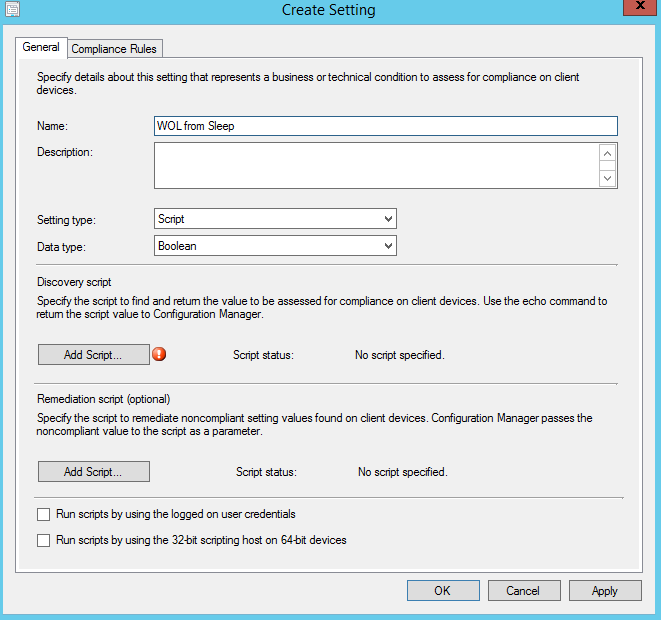 Create Setting
General
Compliance Rules
Specify details about this setting that represents a business or technical condition to assess for compliance on client
devices.
Name:
WOL from Sleep
Description:
Setting type:
Script
Data type:
Boolean
Discovery script
Specify the script to find and return the value to be assessed for compliance on client devices. Use the echo command to
return the script value to Configuration Manager.
Add Script...
Script status:
No script specified.
Remediation script (optional)
Specify the script to remediate noncompliant setting values found on client devices. Configuration Manager passes the
noncompliant value to the script as a parameter.
Add Script...
Script status:
No script specified.
Run scripts by using the logged on user credentials
Run scripts by using the 32-bit scripting host on 64-bit devices
OK
Cancel
Apply